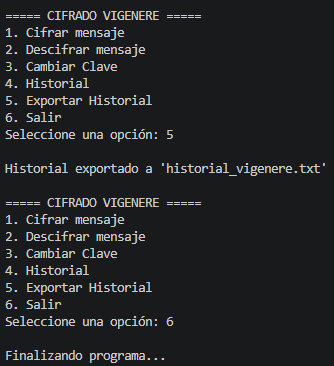 ===== CIFRADO VIGENERE =====
1. Cifrar mensaje
2. Descifrar mensaje
3. Cambiar Clave
4. Historial
5. Exportar Historial
6. Salir
Seleccione una opción: 5
Historial exportado a 'historial_vigenere.txt'
===== CIFRADO VIGENERE =====
1. Cifrar mensaje
2. Descifrar mensaje
3. Cambiar Clave
4. Historial
5. Exportar Historial
6. Salir
Seleccione una opción: 6
Finalizando programa...